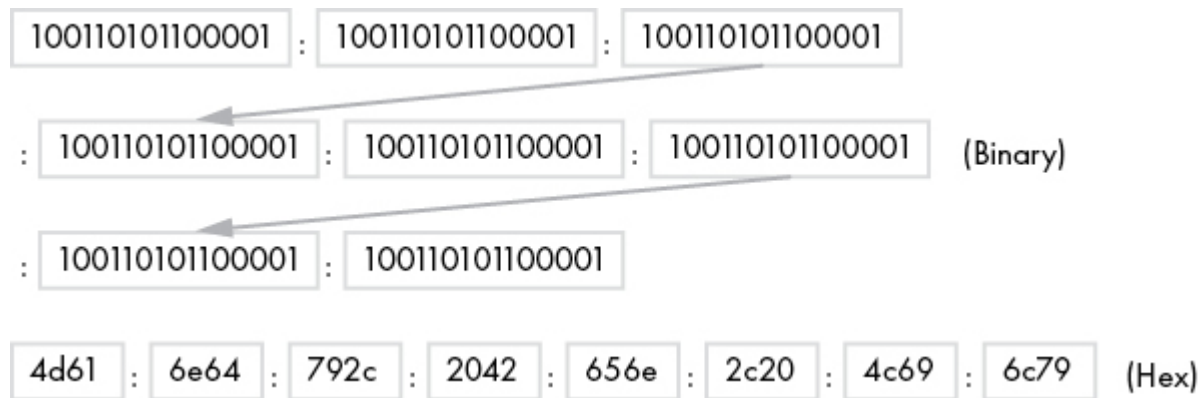 100110101100001 : 100110101100001 : 100110101100001
: 100110101100001 : 100110101100001 : 100110101100001 (Binary)
: 100110101100001 : 100110101100001
4d61 : 6e64 : 792c : 2042 : 656e : 2c20 : 4c69 : 6c79 (Hex)